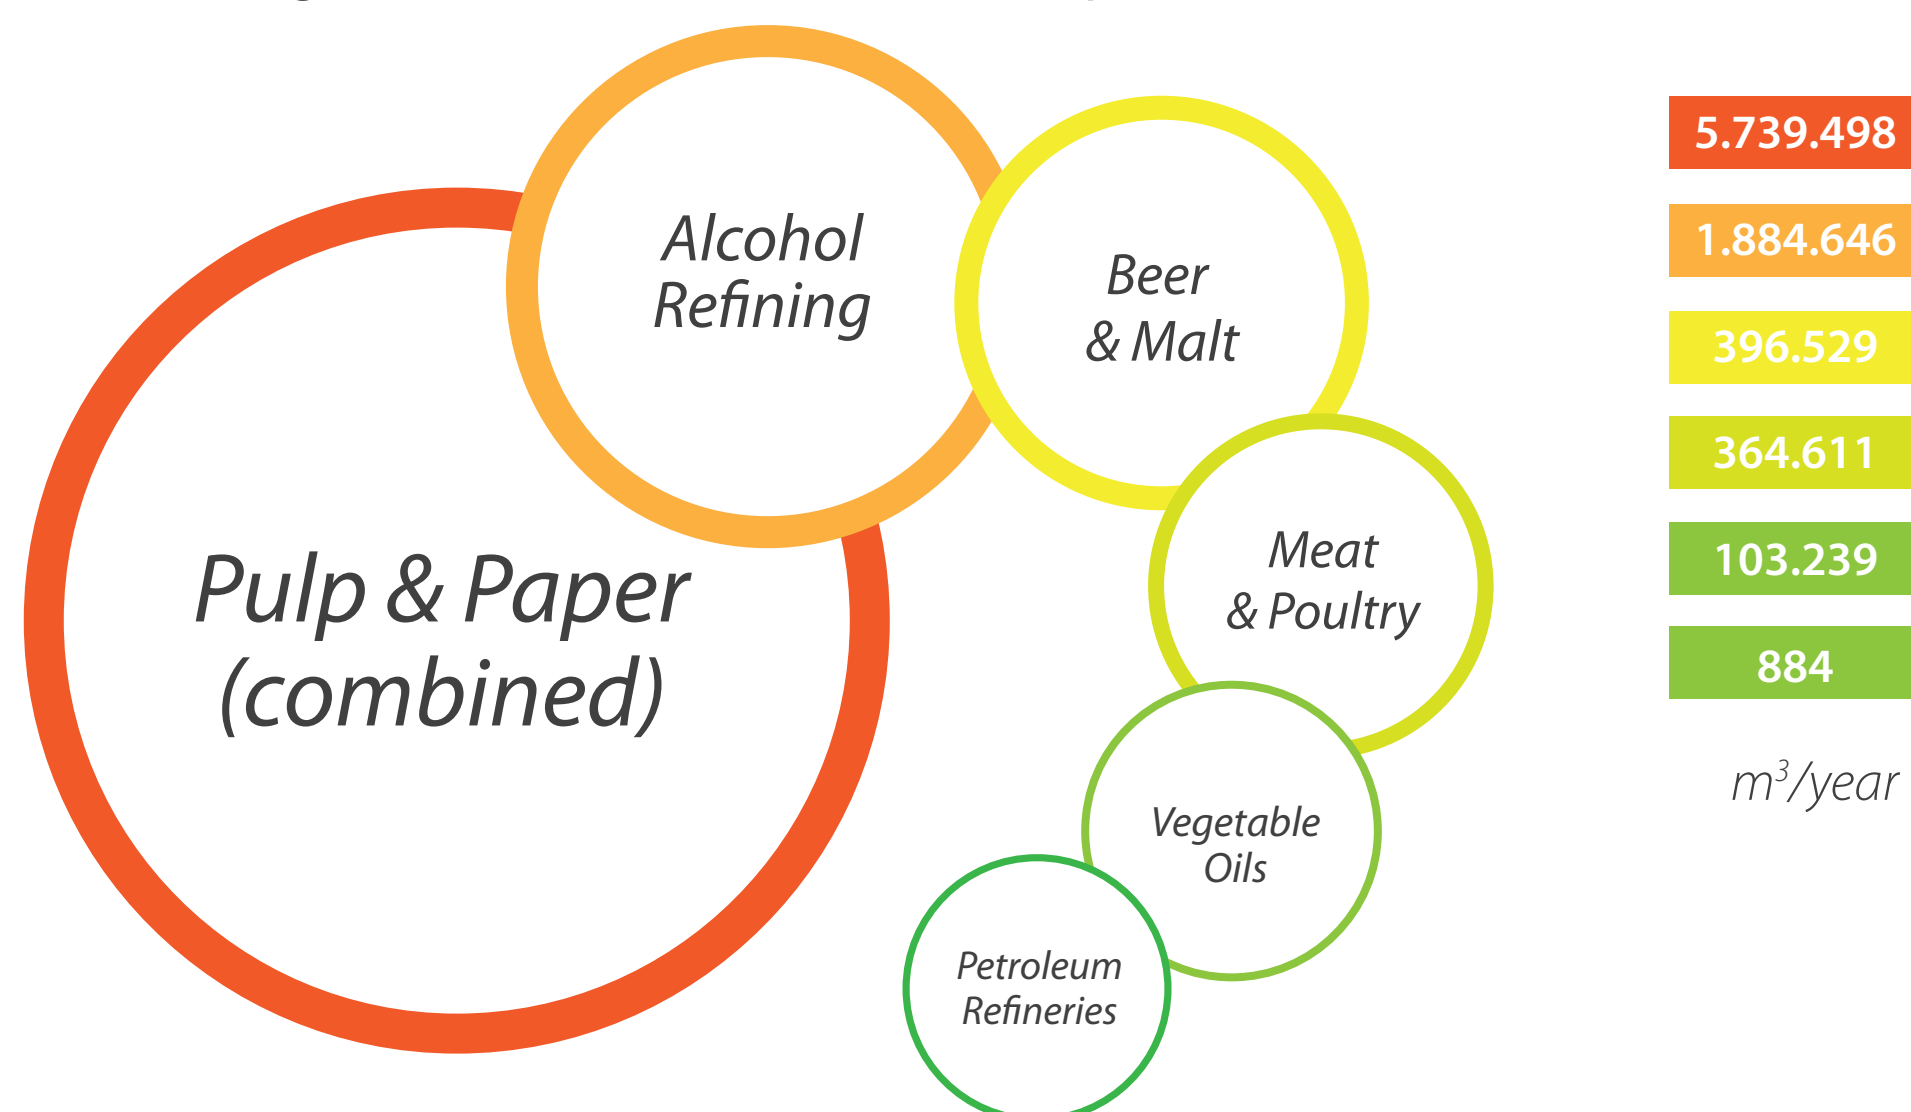 Alcohol
Refining
Beer
& Malt
Pulp & Paper
(combined)
Meat
& Poultry
Vegetable
Oils
Petroleum
Refineries
5.739.498
1.884.646
396.529
364.611
103.239
884
m³/year